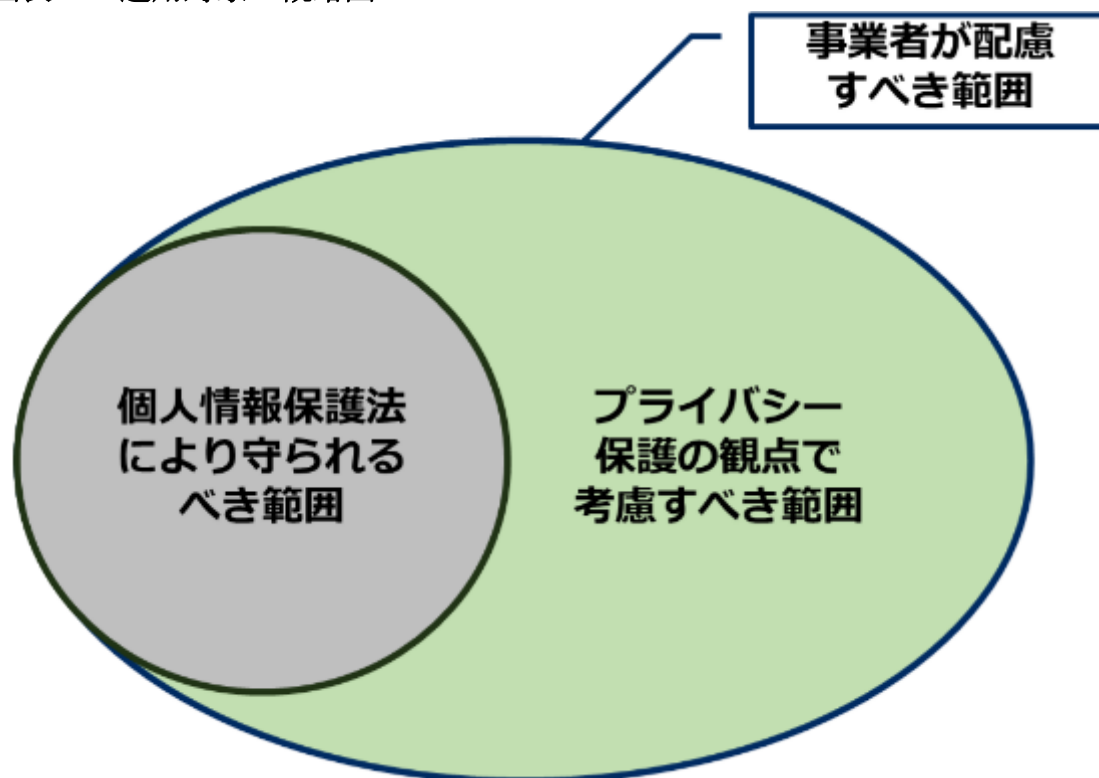 事業者が配慮
すべき範囲
個人情報保護法
により守られる
べき範囲
プライバシー
保護の観点で
考慮すべき範囲